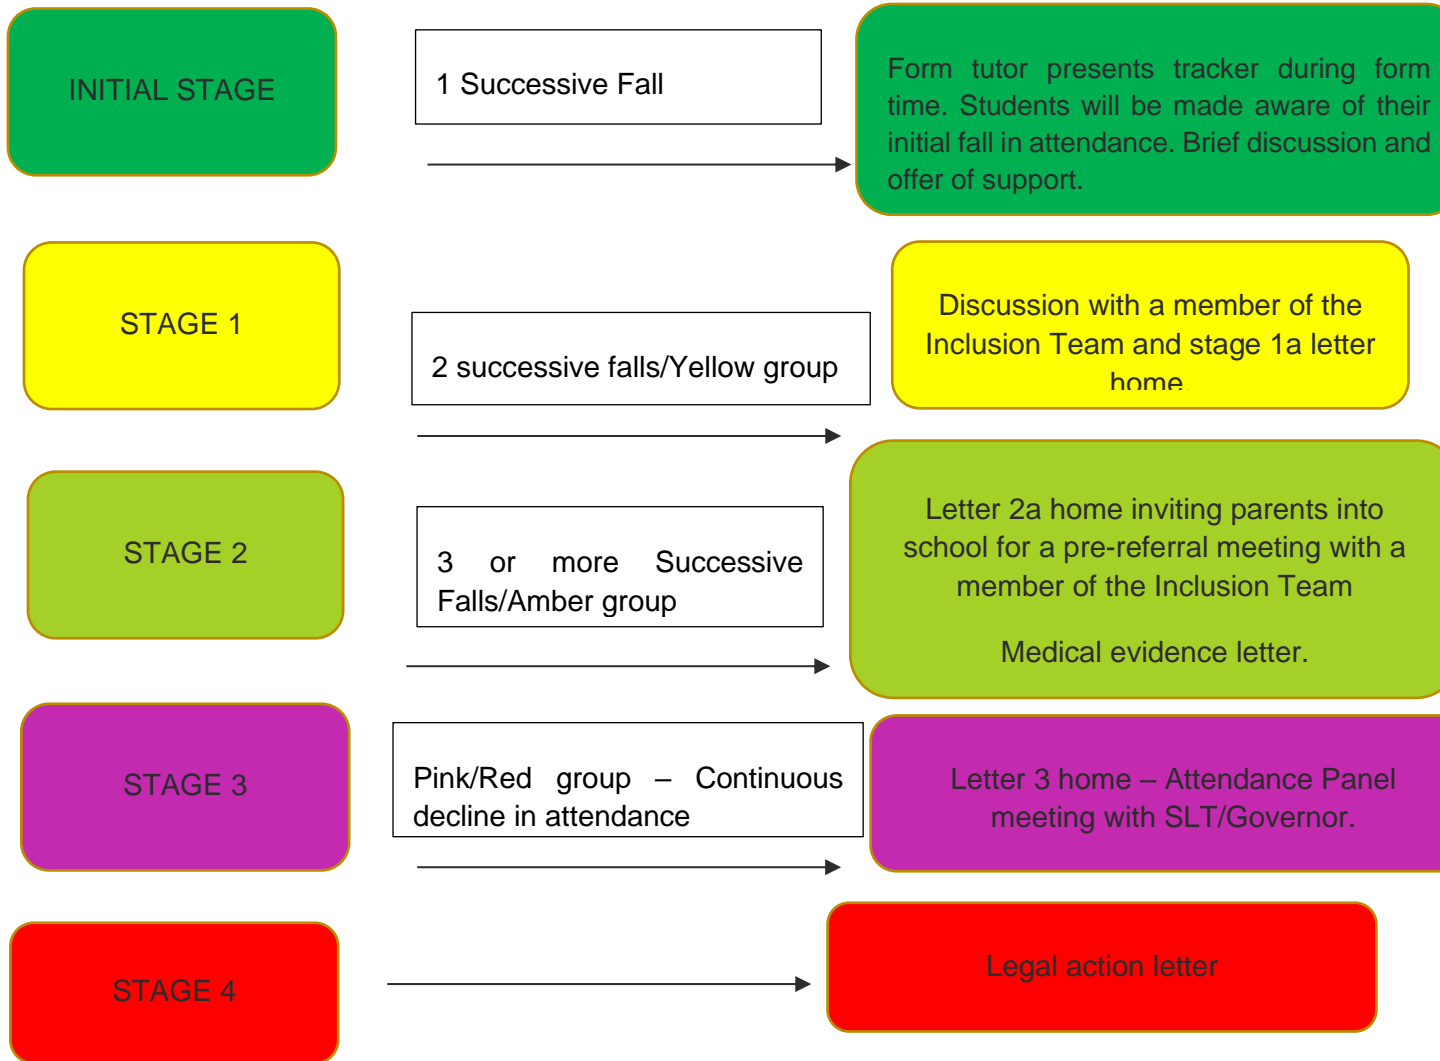 INITIAL STAGE
1 Successive Fall
Form tutor presents tracker during form
time. Students will be made aware of their
initial fall in attendance. Brief discussion and
offer of support.
STAGE 1
2 successive falls/Yellow group
Discussion with a member of the
Inclusion Team and stage 1a letter
home
STAGE 2
3 or more Successive
Falls/Amber group
Letter 2a home inviting parents into
school for a pre-referral meeting with a
member of the Inclusion Team
Medical evidence letter.
STAGE 3
Pink/Red group – Continuous
decline in attendance
Letter 3 home – Attendance Panel
meeting with SLT/Governor.
STAGE 4
Legal action letter